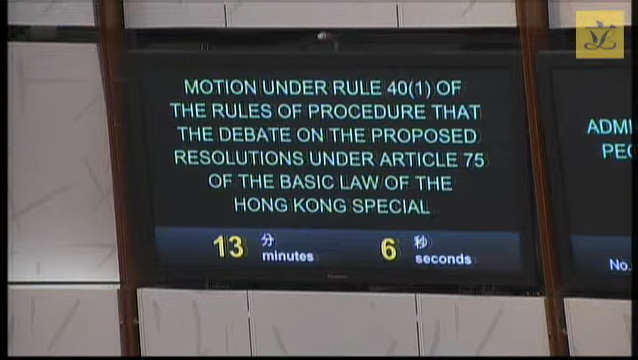 MOTION UNDER RULE 40(1) OF
THE RULES OF PROCEDURE THAT
THE DEBATE ON THE PROPOSED
RESOLUTIONS UNDER ARTICLE 75
OF THE BASIC LAW OF THE
HONG KONG SPECIAL
13 分 minutes 6 秒 seconds
ADMI
PEO
No.